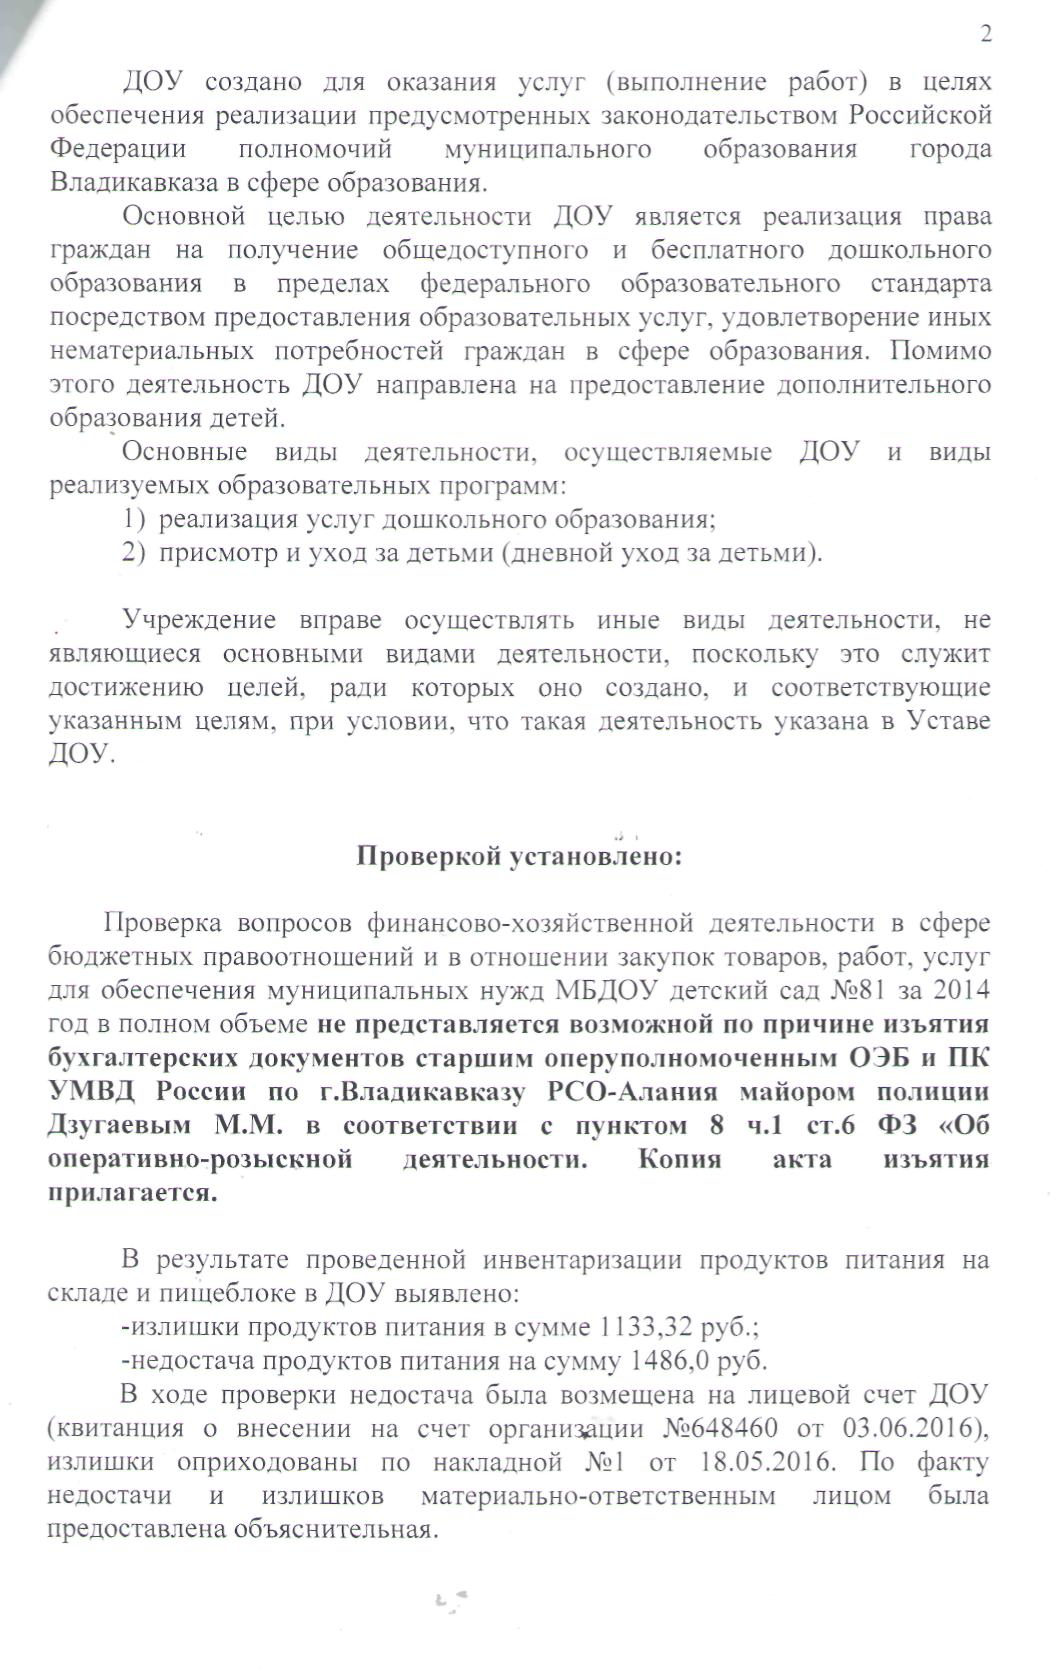 2
ДОУ создано для оказания услуг (выполнение работ) в целях
обеспечения реализации предусмотренных законодательством Российской
Федерации полномочий муниципального образования города
Владикавказа в сфере образования.
Основной целью деятельности ДОУ является реализация права
граждан на получение общедоступного и бесплатного дошкольного
образования в пределах федерального образовательного стандарта
посредством предоставления образовательных услуг, удовлетворение иных
нематериальных потребностей граждан в сфере образования. Помимо
этого деятельность ДОУ направлена на предоставление дополнительного
образования детей.
Основные виды деятельности, осуществляемые ДОУ и виды
реализуемых образовательных программ:
1) реализация услуг дошкольного образования;
2) присмотр и уход за детьми (дневной уход за детьми).
Учреждение вправе осуществлять иные виды деятельности, не
являющиеся основными видами деятельности, поскольку это служит
достижению целей, ради которых оно создано, и соответствующие
указанным целям, при условии, что такая деятельность указана в Уставе
ДОУ.
Проверкой установлено:
Проверка вопросов финансово-хозяйственной деятельности в сфере
бюджетных правоотношений и в отношении закупок товаров, работ, услуг
для обеспечения муниципальных нужд МБДОУ детский сад №81 за 2014
год в полном объеме не представляется возможной по причине изъятия
бухгалтерских документов старшим оперуполномоченным ОЭБ и ПК
УМВД России по г.Владикавказу РСО-Алания майором полиции
Дзугаевым М.М. в соответствии с пунктом 8 ч.1 ст.6 ФЗ «Об
оперативно-розыскной деятельности. Копия акта изъятия
прилагается.
В результате проведенной инвентаризации продуктов питания на
складе и пищеблоке в ДОУ выявлено:
-излишки продуктов питания в сумме 1133,32 руб.;
-недостача продуктов питания на сумму 1486,0 руб.
В ходе проверки недостача была возмещена на лицевой счет ДОУ
(квитанция о внесении на счет организации №648460 от 03.06.2016),
излишки оприходованы по накладной №1 от 18.05.2016. По факту
недостачи и излишков материально-ответственным лицом была
предоставлена объяснительная.